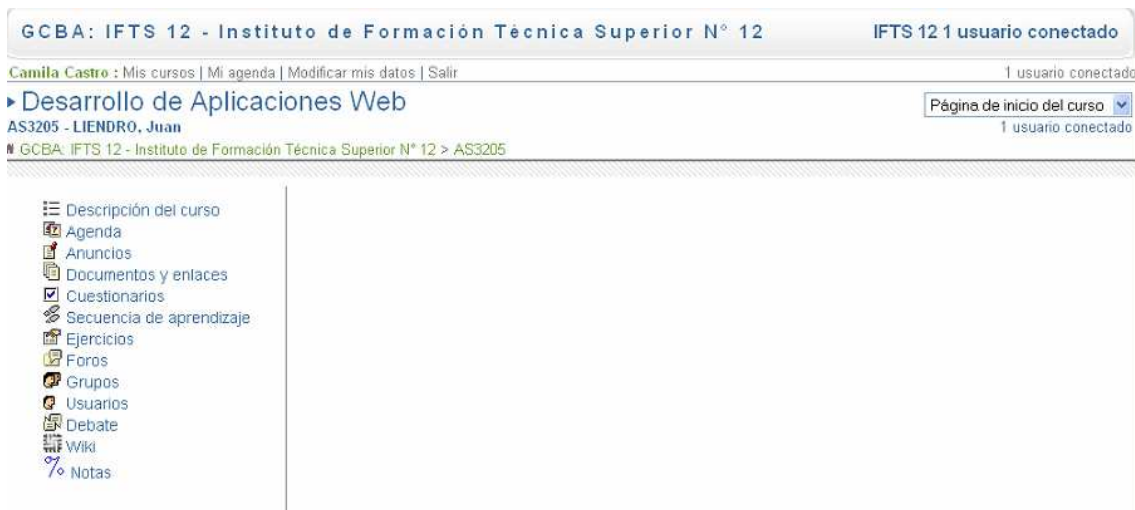 GCBA: IFTS 12 - Instituto de Formación Técnica Superior N° 12 IFTS 12 1 usuario conectado
Camila Castro : Mis cursos | Mi agenda | Modificar mis datos | Salir 1 usuario conectado
Desarrollo de Aplicaciones Web Página de inicio del curso
AS3205 - LIENDRO, Juan 1 usuario conectado
GCBA: IFTS 12 - Instituto de Formación Técnica Superior N° 12 > AS3205
Descripción del curso
Agenda
Anuncios
Documentos y enlaces
Cuestionarios
Secuencia de aprendizaje
Ejercicios
Foros
Grupos
Usuarios
Debate
Wiki
% Notas